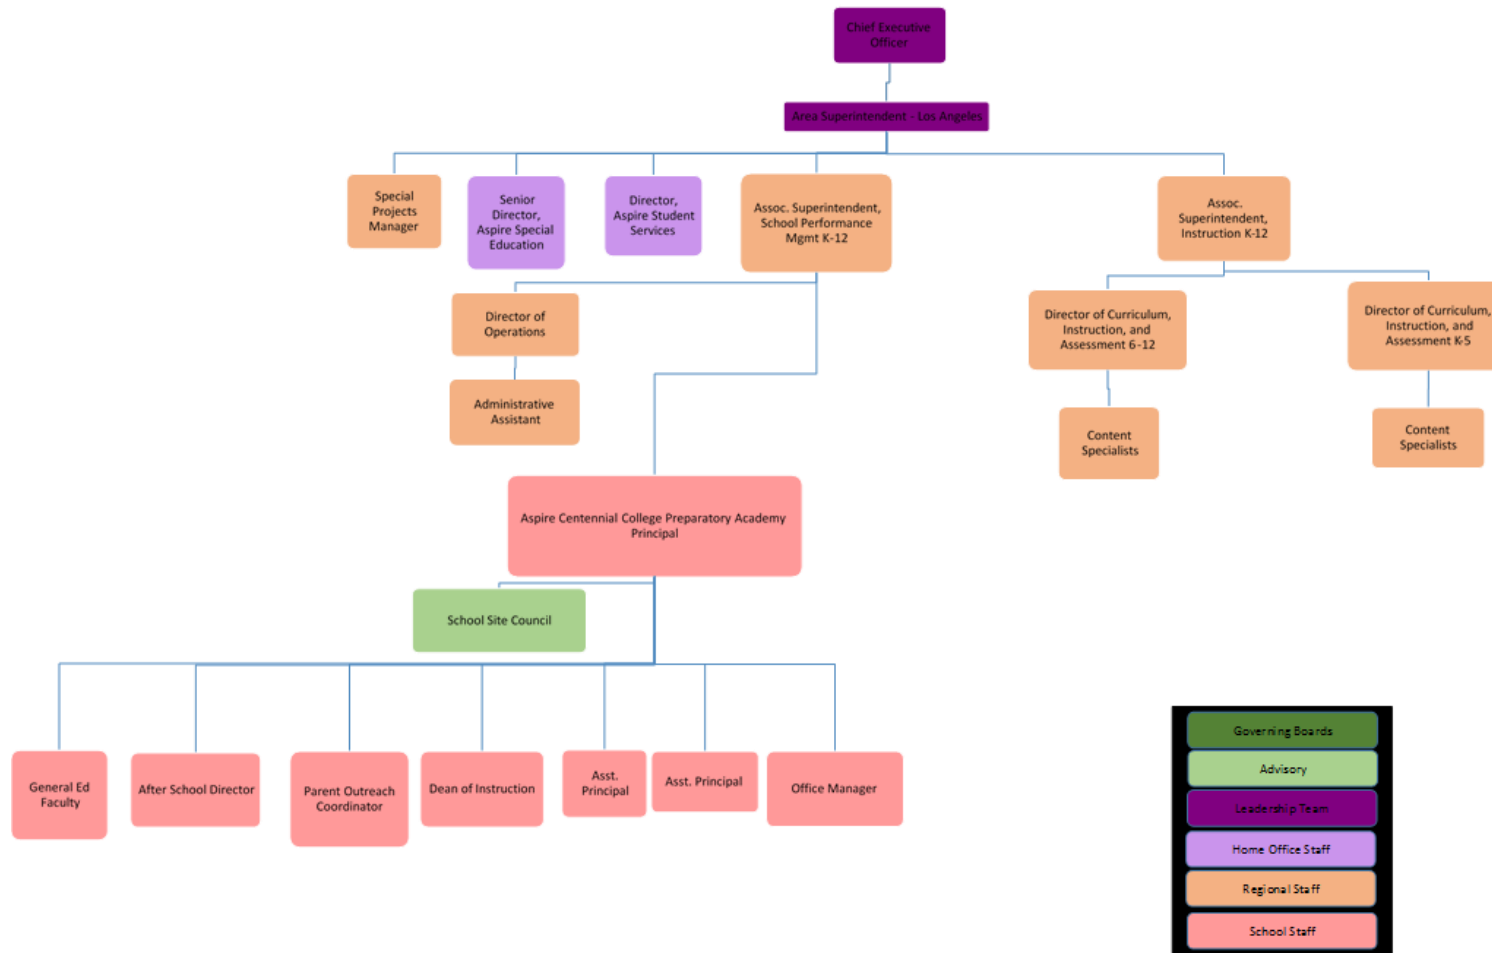 Chief Executive
Officer
Area Superintendent - Los Angeles
Special
Projects
Manager
Senior
Director,
Aspire Special
Education
Director,
Aspire Student
Services
Assoc. Superintendent,
School Performance
Mgmt K-12
Assoc.
Superintendent,
Instruction K-12
Director of
Operations
Director of Curriculum,
Instruction, and
Assessment 6-12
Director of Curriculum,
Instruction, and
Assessment K-5
Administrative
Assistant
Content
Specialists
Content
Specialists
Aspire Centennial College Preparatory Academy
Principal
School Site Council
General Ed
Faculty
After School Director
Parent Outreach
Coordinator
Dean of Instruction
Asst.
Principal
Asst. Principal
Office Manager
Governing Boards
Advisory
Leadership Team
Home Office Staff
Regional Staff
School Staff